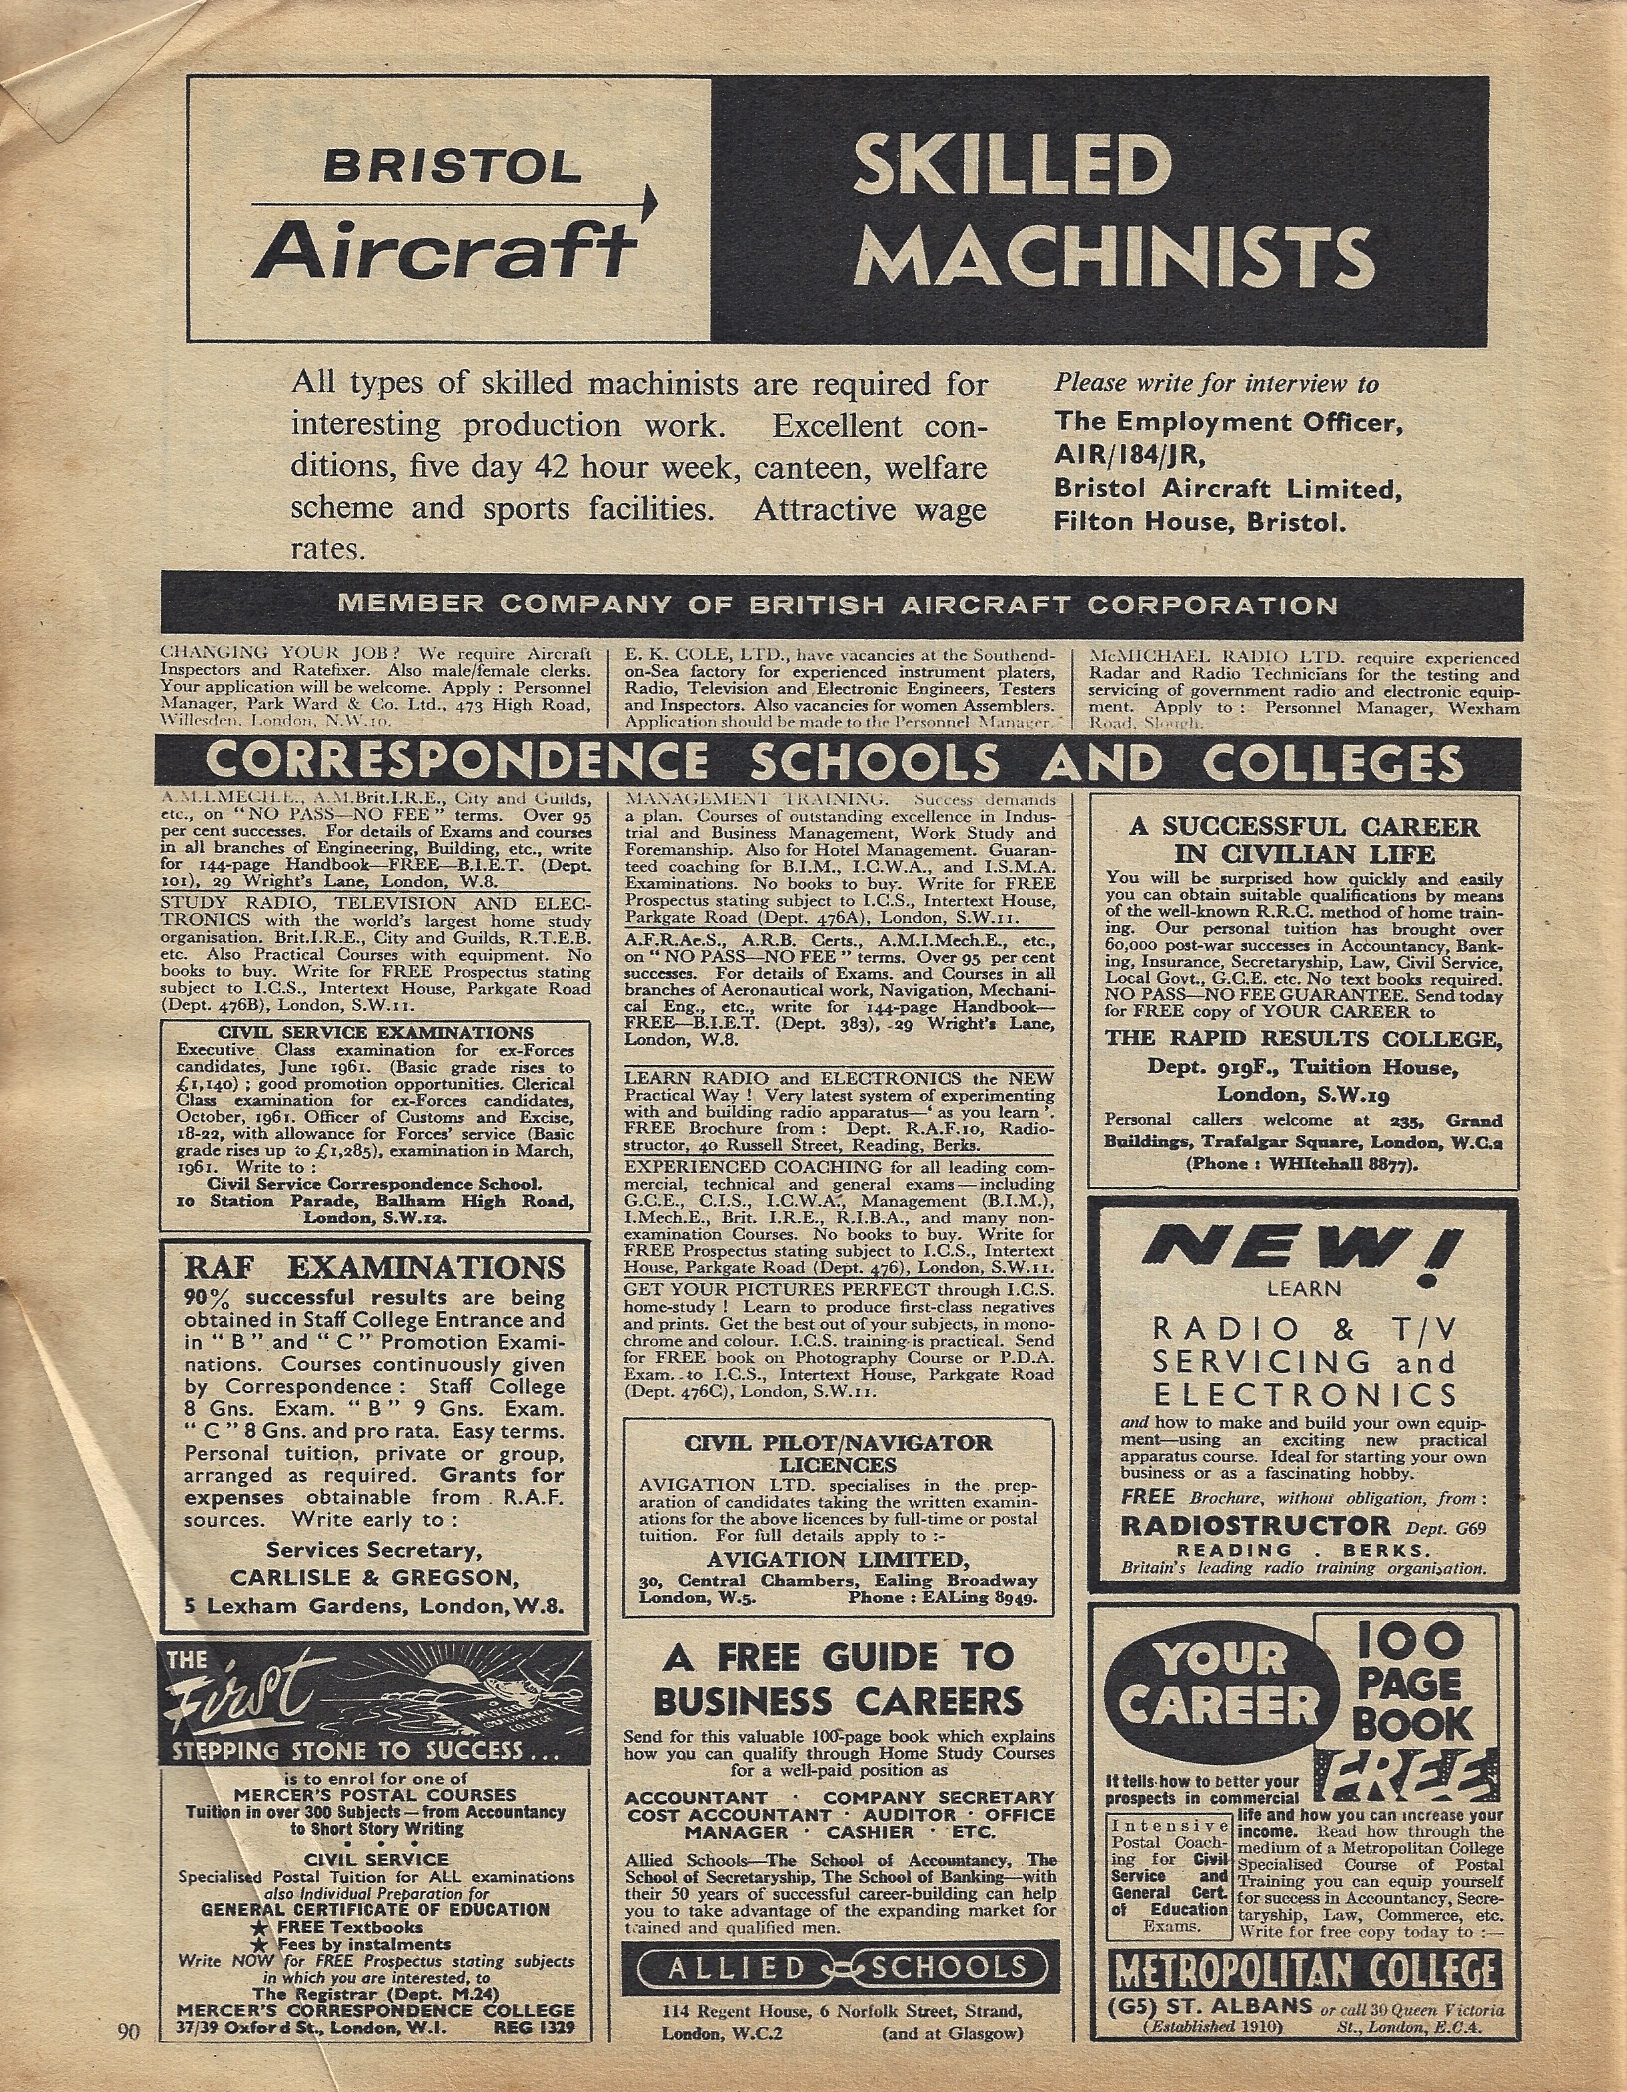 BRISTOL
Aircraft
SKILLED
MACHINISTS
All types of skilled machinists are required for
interesting production work. Excellent con-
ditions, five day 42 hour week, canteen, welfare
scheme and sports facilities. Attractive wage
rates.
Please write for interview to
The Employment Officer,
AIR/184/JR,
Bristol Aircraft Limited,
Filton House, Bristol.
MEMBER COMPANY OF BRITISH AIRCRAFT CORPORATION
CHANGING YOUR JOB? We require Aircraft
Inspectors and Ratefixer. Also male/female clerks.
Your application will be welcome. Apply : Personnel
Manager, Park Ward & Co. Ltd., 473 High Road,
Willesden, London, N.W.10.
E. K. COLE, LTD., have vacancies at the Southend-
on-Sea factory for experienced instrument platers,
Radio, Television and Electronic Engineers, Testers
and Inspectors. Also vacancies for women Assemblers.
Application should be made to the Personnel Manager.
McMICHAEL RADIO LTD. require experienced
Radar and Radio Technicians for the testing and
servicing of government radio and electronic equip-
ment. Apply to : Personnel Manager, Wexham
Road, Slough.
CORRESPONDENCE SCHOOLS AND COLLEGES
A.M.I.MECH.E., A.M.Brit.I.R.E., City and Guilds,
etc., on " NO PASS—NO FEE " terms. Over 95
per cent successes. For details of Exams and courses
in all branches of Engineering, Building, etc., write
for 144-page Handbook—FREE—B.I.E.T. (Dept.
101), 29 Wright's Lane, London, W.8.
STUDY RADIO, TELEVISION AND ELEC-
TRONICS with the world's largest home study
organisation. Brit.I.R.E., City and Guilds, R.T.E.B.
etc. Also Practical Courses with equipment. No
books to buy. Write for FREE Prospectus stating
subject to I.C.S., Intertext House, Parkgate Road
(Dept. 476B), London, S.W.11.
CIVIL SERVICE EXAMINATIONS
Executive Class examination for ex-Forces
candidates, June 1961. (Basic grade rises to
£1,140) ; good promotion opportunities. Clerical
Class examination for ex-Forces candidates,
October, 1961. Officer of Customs and Excise,
18-22, with allowance for Forces' service (Basic
grade rises up to £1,285), examination in March,
1961. Write to :
Civil Service Correspondence School.
10 Station Parade, Balham High Road,
London, S.W.12.
RAF EXAMINATIONS
90% successful results are being
obtained in Staff College Entrance and
in " B " and " C " Promotion Exami-
nations. Courses continuously given
by Correspondence : Staff College
8 Gns. Exam. " B " 9 Gns. Exam.
" C " 8 Gns. and pro rata. Easy terms.
Personal tuition, private or group,
arranged as required. Grants for
expenses obtainable from R.A.F.
sources. Write early to :
Services Secretary,
CARLISLE & GREGSON,
5 Lexham Gardens, London, W.8.
THE
First
MERCER'S
CORRESPONDENCE
COLLEGE
STEPPING STONE TO SUCCESS...
is to enrol for one of
MERCER'S POSTAL COURSES
Tuition in over 300 Subjects — from Accountancy
to Short Story Writing
• • •
CIVIL SERVICE
Specialised Postal Tuition for ALL examinations
also Individual Preparation for
GENERAL CERTIFICATE OF EDUCATION
★ FREE Textbooks
★ Fees by instalments
Write NOW for FREE Prospectus stating subjects
in which you are interested, to
The Registrar (Dept. M.24)
MERCER'S CORRESPONDENCE COLLEGE
37/39 Oxford St., London, W.1. REG 1329
MANAGEMENT TRAINING. Success demands
a plan. Courses of outstanding excellence in Indus-
trial and Business Management, Work Study and
Foremanship. Also for Hotel Management. Guaran-
teed coaching for B.I.M., I.C.W.A., and I.S.M.A.
Examinations. No books to buy. Write for FREE
Prospectus stating subject to I.C.S., Intertext House,
Parkgate Road (Dept. 476A), London, S.W.11.
A.F.R.Ae.S., A.R.B. Certs., A.M.I.Mech.E., etc.,
on " NO PASS—NO FEE " terms. Over 95 per cent
successes. For details of Exams. and Courses in all
branches of Aeronautical work, Navigation, Mechani-
cal Eng., etc., write for 144-page Handbook—
FREE—B.I.E.T. (Dept. 383), 29 Wright's Lane,
London, W.8.
LEARN RADIO and ELECTRONICS the NEW
Practical Way ! Very latest system of experimenting
with and building radio apparatus—' as you learn '.
FREE Brochure from : Dept. R.A.F.10, Radio-
structor, 40 Russell Street, Reading, Berks.
EXPERIENCED COACHING for all leading com-
mercial, technical and general exams — including
G.C.E., C.I.S., I.C.W.A., Management (B.I.M.),
I.Mech.E., Brit. I.R.E., R.I.B.A., and many non-
examination Courses. No books to buy. Write for
FREE Prospectus stating subject to I.C.S., Intertext
House, Parkgate Road (Dept. 476), London, S.W.11.
GET YOUR PICTURES PERFECT through I.C.S.
home-study ! Learn to produce first-class negatives
and prints. Get the best out of your subjects, in mono-
chrome and colour. I.C.S. training is practical. Send
for FREE book on Photography Course or P.D.A.
Exam. to I.C.S., Intertext House, Parkgate Road
(Dept. 476C), London, S.W.11.
CIVIL PILOT/NAVIGATOR
LICENCES
AVIGATION LTD. specialises in the prep-
aration of candidates taking the written examin-
ations for the above licences by full-time or postal
tuition. For full details apply to :-
AVIGATION LIMITED,
30, Central Chambers, Ealing Broadway
London, W.5. Phone : EALing 8949.
A FREE GUIDE TO
BUSINESS CAREERS
Send for this valuable 100-page book which explains
how you can qualify through Home Study Courses
for a well-paid position as
ACCOUNTANT · COMPANY SECRETARY
COST ACCOUNTANT · AUDITOR · OFFICE
MANAGER · CASHIER · ETC.
Allied Schools—The School of Accountancy, The
School of Secretaryship, The School of Banking—with
their 50 years of successful career-building can help
you to take advantage of the expanding market for
trained and qualified men.
ALLIED SCHOOLS
114 Regent House, 6 Norfolk Street, Strand,
London, W.C.2 (and at Glasgow)
A SUCCESSFUL CAREER
IN CIVILIAN LIFE
You will be surprised how quickly and easily
you can obtain suitable qualifications by means
of the well-known R.R.C. method of home train-
ing. Our personal tuition has brought over
60,000 post-war successes in Accountancy, Bank-
ing, Insurance, Secretaryship, Law, Civil Service,
Local Govt., G.C.E. etc. No text books required.
NO PASS—NO FEE GUARANTEE. Send today
for FREE copy of YOUR CAREER to
THE RAPID RESULTS COLLEGE,
Dept. 919F., Tuition House,
London, S.W.19
Personal callers welcome at 235, Grand
Buildings, Trafalgar Square, London, W.C.2
(Phone : WHItehall 8877).
NEW!
LEARN
RADIO & T/V
SERVICING and
ELECTRONICS
and how to make and build your own equip-
ment—using an exciting new practical
apparatus course. Ideal for starting your own
business or as a fascinating hobby.
FREE Brochure, without obligation, from :
RADIOSTRUCTOR Dept. G69
READING . BERKS.
Britain's leading radio training organisation.
YOUR
CAREER
100
PAGE
BOOK
FREE
It tells how to better your
prospects in commercial
life and how you can increase your
income. Read how through the
medium of a Metropolitan College
Specialised Course of Postal
Training you can equip yourself
for success in Accountancy, Secre-
taryship, Law, Commerce, etc.
Write for free copy today to :—
Intensive
Postal Coach-
ing for Civil
Service and
General Cert.
of Education
Exams.
METROPOLITAN COLLEGE
(G5) ST. ALBANS or call 30 Queen Victoria
(Established 1910) St., London, E.C.4.
90